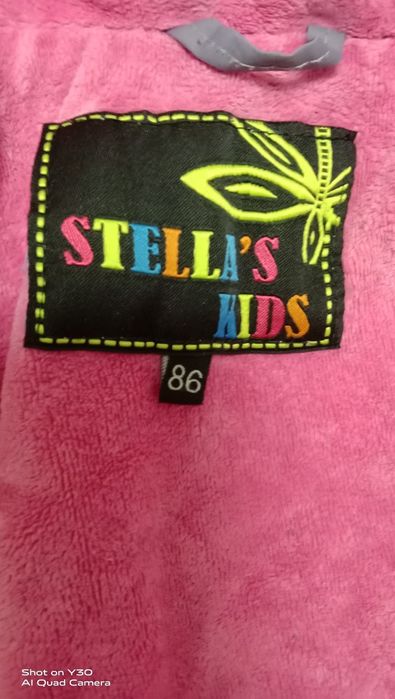 STELLA'S
KIDS
86
Shot on Y30
AI Quad Camera